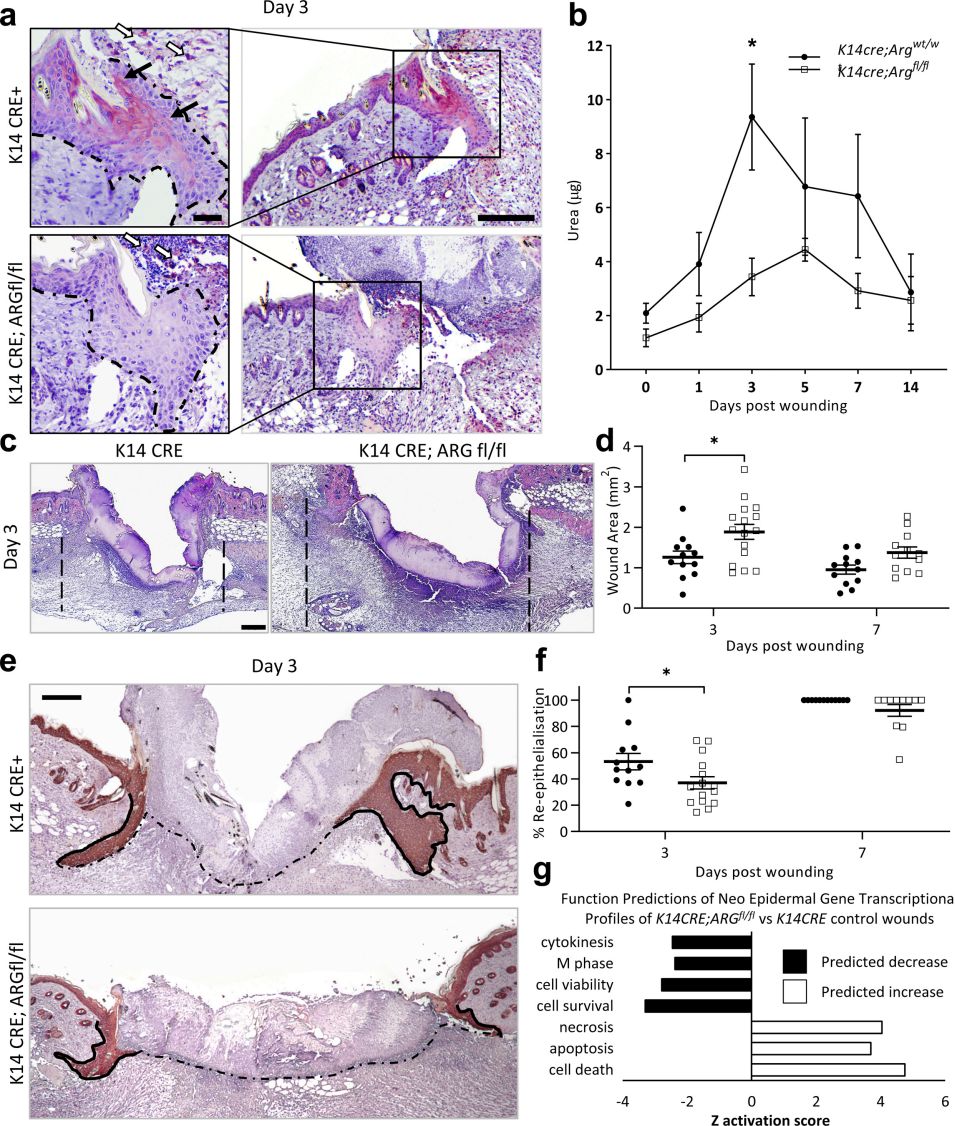 a
Day 3
K14 CRE+
K14 CRE; ARGfl/fl
b
Urea (µg)
12
10
8
6
4
2
0
*
K14cre;Arg wt/w
K14cre;Arg fl/fl
0 1 3 5 7 14
Days post wounding
c
K14 CRE
K14 CRE; ARG fl/fl
Day 3
d
Wound Area (mm2)
4
3
2
1
0
*
3 7
Days post wounding
e
Day 3
K14 CRE+
K14 CRE; ARGfl/fl
f
% Re-epithelialisation
100
80
60
40
20
0
*
3 7
Days post wounding
g
Function Predictions of Neo Epidermal Gene Transcriptiona
Profiles of K14CRE;ARGfl/fl vs K14CRE control wounds
cytokinesis
M phase
cell viability
cell survival
necrosis
apoptosis
cell death
Predicted decrease
Predicted increase
-4 -2 0 2 4 6
Z activation score